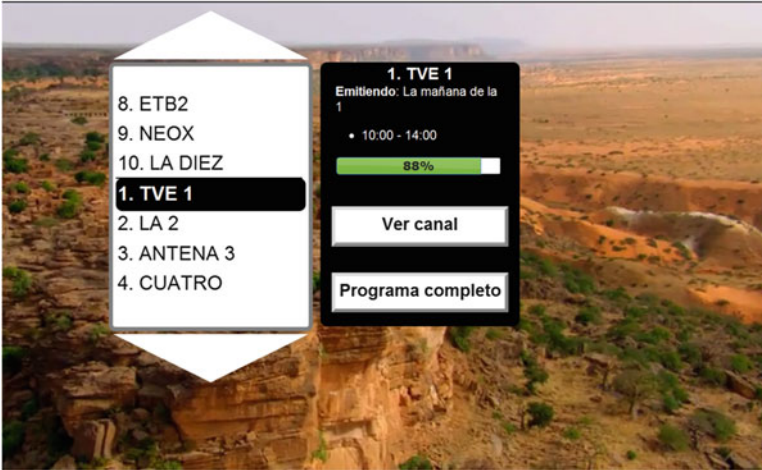 8. ETB2
9. NEOX
10. LA DIEZ
1. TVE 1
2. LA 2
3. ANTENA 3
4. CUATRO
1. TVE 1
Emitiendo: La mañana de la
1
• 10:00 - 14:00
88%
Ver canal
Programa completo